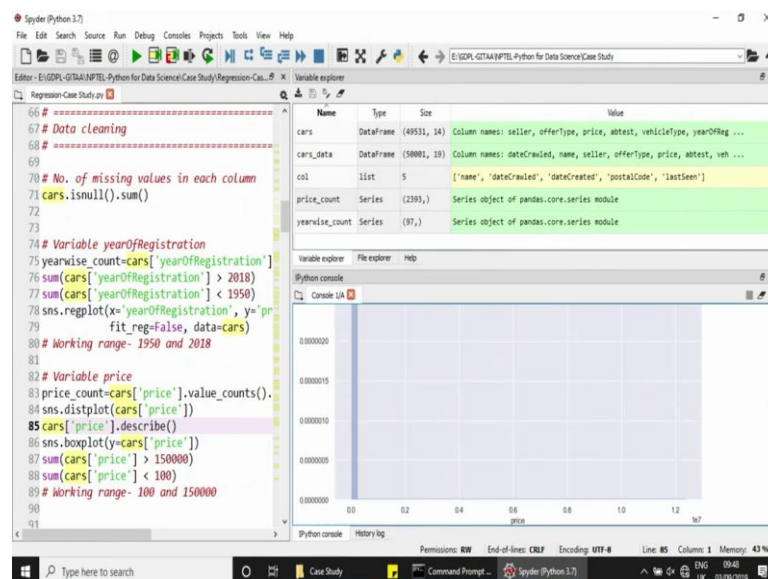 Spyder (Python 3.7)
File Edit Search Source Run Debug Consoles Projects Tools View Help
E:\GDPL-GITAA\NPTEL-Python for Data Science\Case Study
Editor - E:\GDPL-GITAA\NPTEL-Python for Data Science\Case Study\Regression-Cas...
Regression-Case Study.py
66 # =====================================
67 # Data cleaning
68 # =====================================
69
70 # No. of missing values in each column
71 cars.isnull().sum()
72
73
74 # Variable yearOfRegistration
75 yearwise_count=cars['yearOfRegistration']
76 sum(cars['yearOfRegistration'] > 2018)
77 sum(cars['yearOfRegistration'] < 1950)
78 sns.regplot(x='yearOfRegistration', y='pr
79 fit_reg=False, data=cars)
80 # Working range- 1950 and 2018
81
82 # Variable price
83 price_count=cars['price'].value_counts().
84 sns.distplot(cars['price'])
85 cars['price'].describe()
86 sns.boxplot(y=cars['price'])
87 sum(cars['price'] > 150000)
88 sum(cars['price'] < 100)
89 # Working range- 100 and 150000
90
91
Variable explorer
Name Type Size Value
cars DataFrame (49531, 14) Column names: seller, offerType, price, abtest, vehicleType, yearOfReg ...
cars_data DataFrame (50001, 19) Column names: dateCrawled, name, seller, offerType, price, abtest, veh ...
col list 5 ['name', 'dateCrawled', 'dateCreated', 'postalCode', 'lastSeen']
price_count Series (2393,) Series object of pandas.core.series module
yearwise_count Series (97,) Series object of pandas.core.series module
Variable explorer File explorer Help
IPython console
Console 1/A
0.0000020
0.0000015
0.0000010
0.0000005
0.0000000
0.0 0.2 0.4 0.6 0.8 1.0 1.2
price 1e7
IPython console History log
Permissions: RW End-of-lines: CRLF Encoding: UTF-8 Line: 85 Column: 1 Memory: 43 %
Type here to search
Case Study
Command Prompt ...
Spyder (Python 3.7)
ENG
UK
09:48
03/09/2019